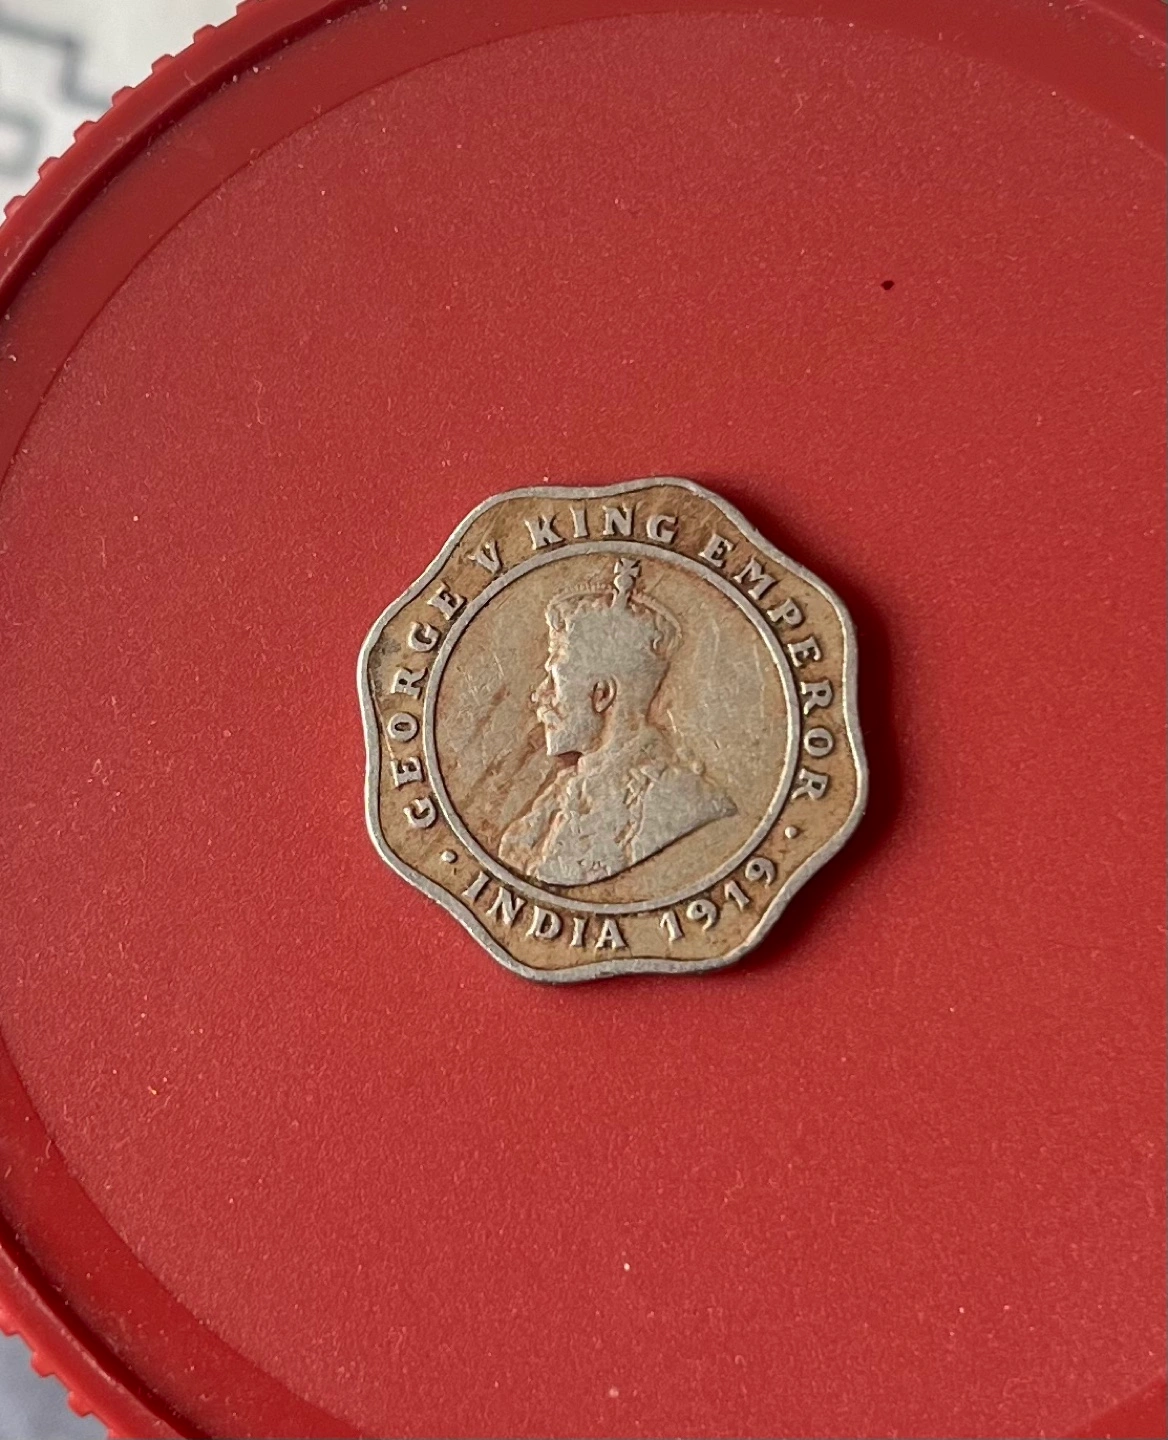 GEORGE V KING EMPEROR
· INDIA 1919 ·